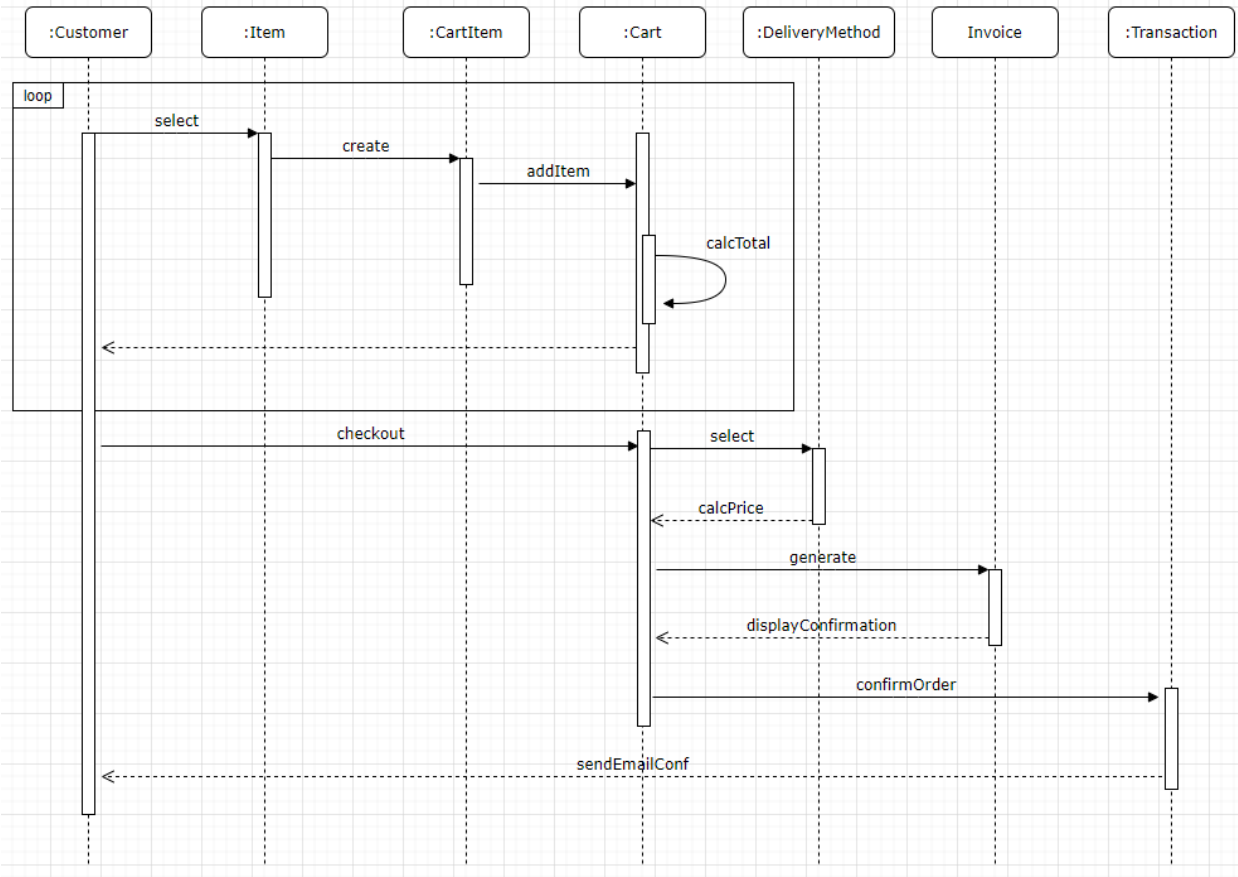 :Customer
:Item
:CartItem
:Cart
:DeliveryMethod
Invoice
:Transaction
loop
select
create
addItem
calcTotal
checkout
select
calcPrice
generate
displayConfirmation
confirmOrder
sendEmailConf